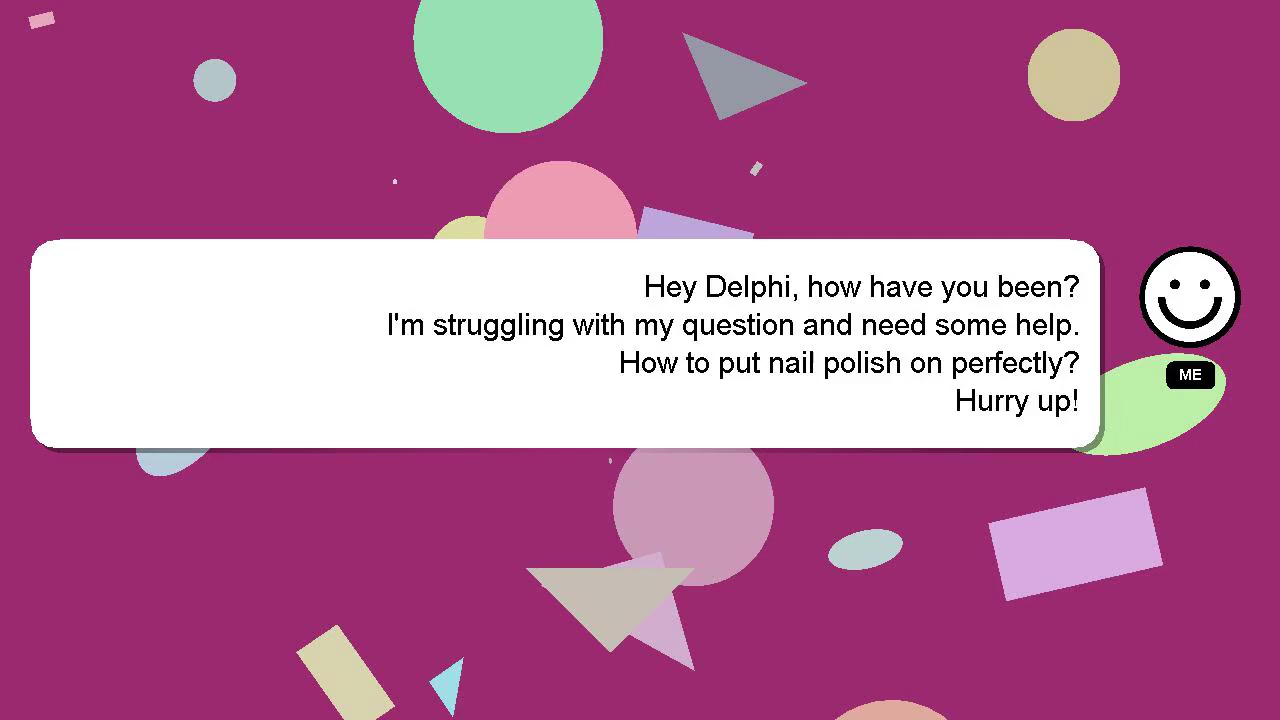 Hey Delphi, how have you been?
I'm struggling with my question and need some help.
How to put nail polish on perfectly?
Hurry up!
ME